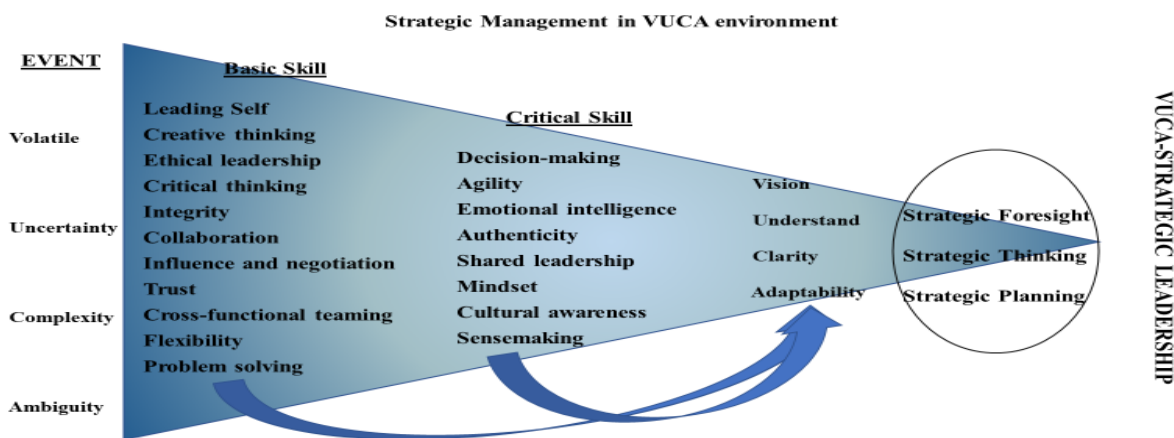 Strategic Management in VUCA environment
EVENT
Volatile
Uncertainty
Complexity
Ambiguity
Basic Skill
Leading Self
Creative thinking
Ethical leadership
Critical thinking
Integrity
Collaboration
Influence and negotiation
Trust
Cross-functional teaming
Flexibility
Problem solving
Critical Skill
Decision-making
Agility
Emotional intelligence
Authenticity
Shared leadership
Mindset
Cultural awareness
Sensemaking
Vision
Understand
Clarity
Adaptability
Strategic Foresight
Strategic Thinking
Strategic Planning
VUCA-STRATEGIC LEADERSHIP